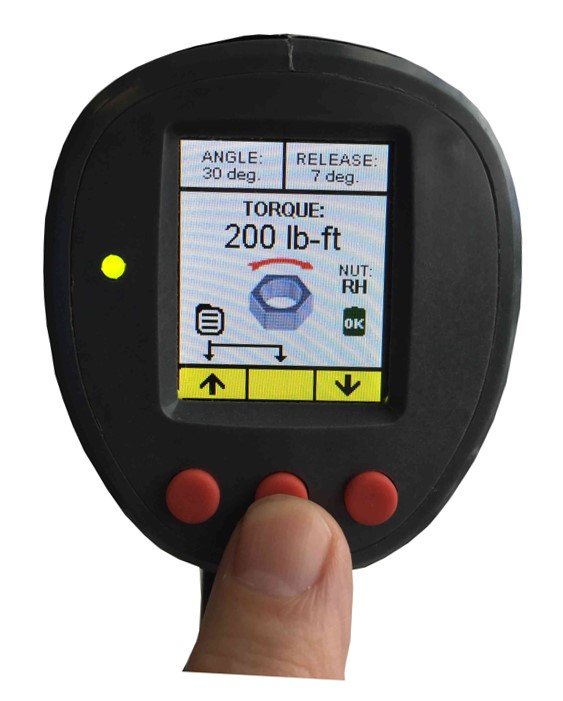 ANGLE:
30 deg.
RELEASE:
7 deg.
TORQUE:
200 lb-ft
NUT:
RH
OK